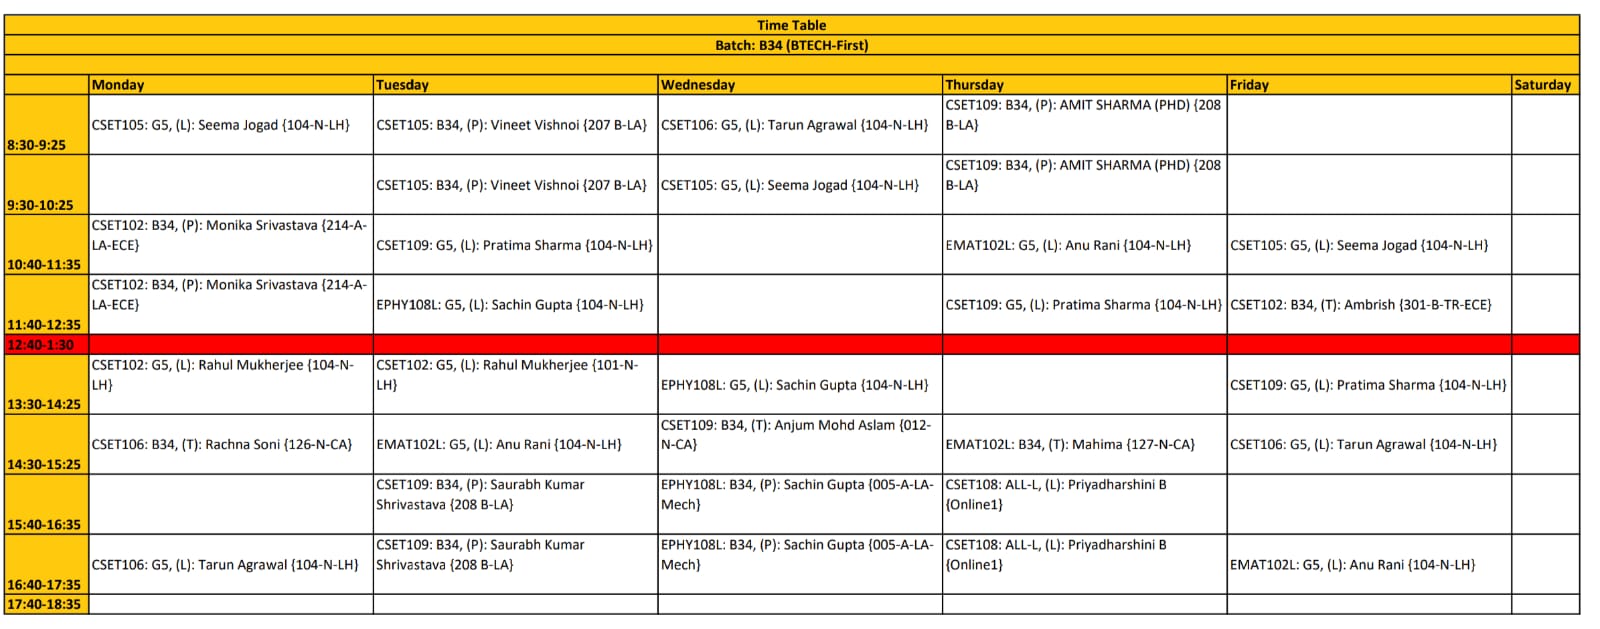 Time Table
Batch: B34 (BTECH-First)
Monday Tuesday Wednesday Thursday Friday Saturday
8:30-9:25
CSET105: G5, (L): Seema Jogad {104-N-LH}
CSET105: B34, (P): Vineet Vishnoi {207 B-LA}
CSET106: G5, (L): Tarun Agrawal {104-N-LH}
CSET109: B34, (P): AMIT SHARMA (PHD) {208
B-LA}
9:30-10:25
CSET105: B34, (P): Vineet Vishnoi {207 B-LA}
CSET105: G5, (L): Seema Jogad {104-N-LH}
CSET109: B34, (P): AMIT SHARMA (PHD) {208
B-LA}
10:40-11:35
CSET102: B34, (P): Monika Srivastava {214-A-
LA-ECE}
CSET109: G5, (L): Pratima Sharma {104-N-LH}
EMAT102L: G5, (L): Anu Rani {104-N-LH}
CSET105: G5, (L): Seema Jogad {104-N-LH}
11:40-12:35
CSET102: B34, (P): Monika Srivastava {214-A-
LA-ECE}
EPHY108L: G5, (L): Sachin Gupta {104-N-LH}
CSET109: G5, (L): Pratima Sharma {104-N-LH}
CSET102: B34, (T): Ambrish {301-B-TR-ECE}
12:40-1:30
13:30-14:25
CSET102: G5, (L): Rahul Mukherjee {104-N-
LH}
CSET102: G5, (L): Rahul Mukherjee {101-N-
LH}
EPHY108L: G5, (L): Sachin Gupta {104-N-LH}
CSET109: G5, (L): Pratima Sharma {104-N-LH}
14:30-15:25
CSET106: B34, (T): Rachna Soni {126-N-CA}
EMAT102L: G5, (L): Anu Rani {104-N-LH}
CSET109: B34, (T): Anjum Mohd Aslam {012-
N-CA}
EMAT102L: B34, (T): Mahima {127-N-CA}
CSET106: G5, (L): Tarun Agrawal {104-N-LH}
15:40-16:35
CSET109: B34, (P): Saurabh Kumar
Shrivastava {208 B-LA}
EPHY108L: B34, (P): Sachin Gupta {005-A-LA-
Mech}
CSET108: ALL-L, (L): Priyadharshini B
{Online1}
16:40-17:35
CSET106: G5, (L): Tarun Agrawal {104-N-LH}
CSET109: B34, (P): Saurabh Kumar
Shrivastava {208 B-LA}
EPHY108L: B34, (P): Sachin Gupta {005-A-LA-
Mech}
CSET108: ALL-L, (L): Priyadharshini B
{Online1}
EMAT102L: G5, (L): Anu Rani {104-N-LH}
17:40-18:35